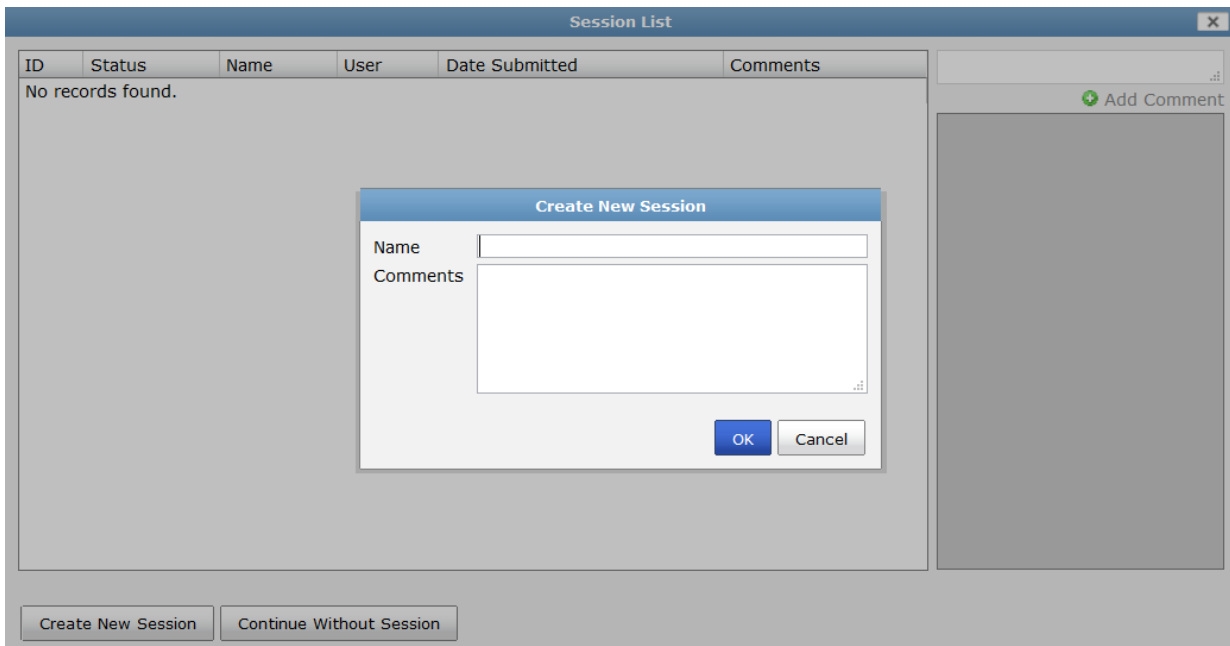 Session List
ID Status Name User Date Submitted Comments
No records found.
Add Comment
Create New Session
Name
Comments
OK Cancel
Create New Session Continue Without Session